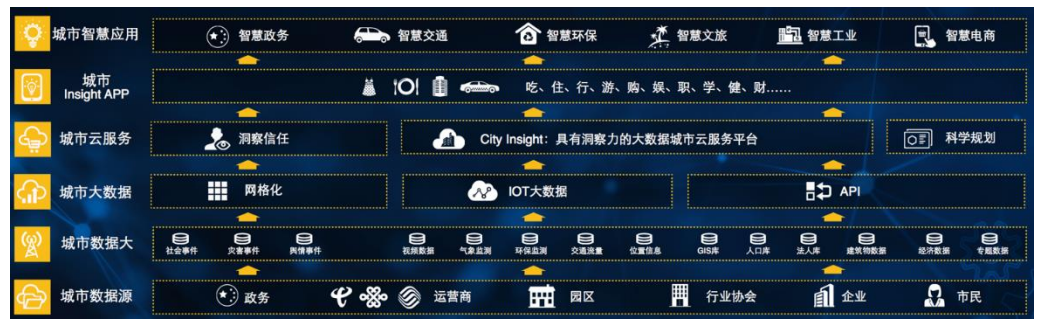 城市智慧应用
智慧政务 智慧交通 智慧环保 智慧文旅 智慧工业 智慧电商
城市
Insight APP
吃、住、行、游、购、娱、职、学、健、财……
城市云服务
洞察信任 City Insight：具有洞察力的大数据城市云服务平台 科学规划
城市大数据
网格化 IOT大数据 API
城市数据大
社会事件 灾害事件 舆情事件 视频数据 气象监测 环保监测 交通流量 位置信息 GIS库 人口库 法人库 建筑物数据 经济数据 专题数据
城市数据源
政务 运营商 园区 行业协会 企业 市民